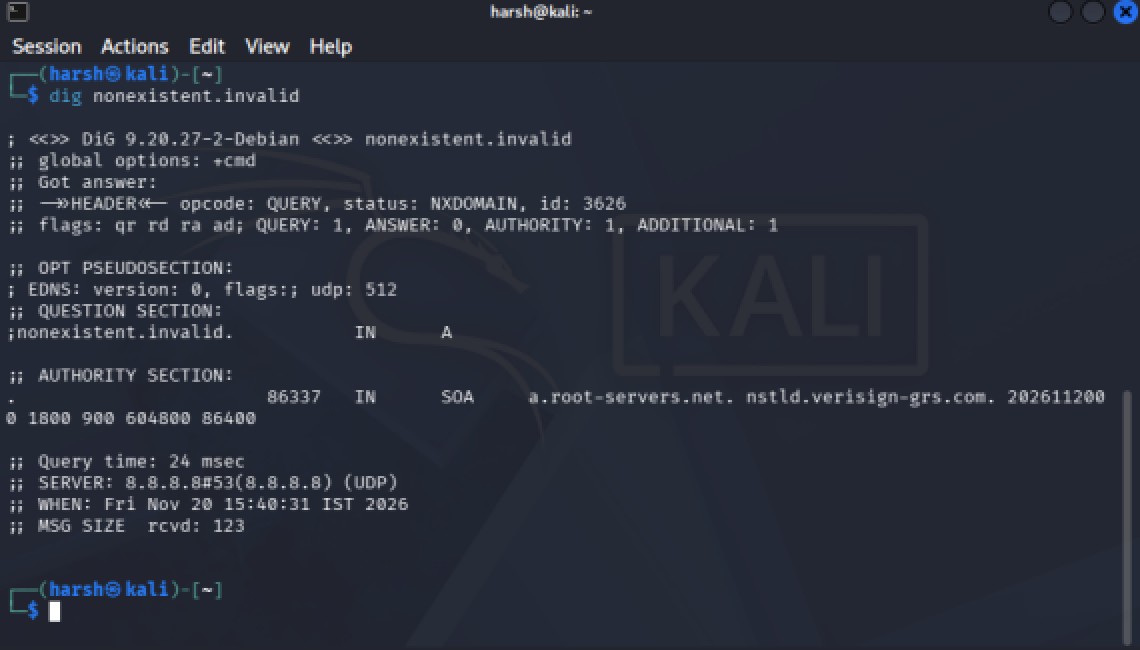 harsh@kali: ~
Session Actions Edit View Help
┌──(harsh㉿kali)-[~]
└─$ dig nonexistent.invalid
; <<>> DiG 9.20.27-2-Debian <<>> nonexistent.invalid
;; global options: +cmd
;; Got answer:
;; ->>HEADER<<- opcode: QUERY, status: NXDOMAIN, id: 3626
;; flags: qr rd ra ad; QUERY: 1, ANSWER: 0, AUTHORITY: 1, ADDITIONAL: 1
;; OPT PSEUDOSECTION:
; EDNS: version: 0, flags:; udp: 512
;; QUESTION SECTION:
;nonexistent.invalid. IN A
;; AUTHORITY SECTION:
. 86337 IN SOA a.root-servers.net. nstld.verisign-grs.com. 202611200
0 1800 900 604800 86400
;; Query time: 24 msec
;; SERVER: 8.8.8.8#53(8.8.8.8) (UDP)
;; WHEN: Fri Nov 20 15:40:31 IST 2026
;; MSG SIZE rcvd: 123
┌──(harsh㉿kali)-[~]
└─$
KALI